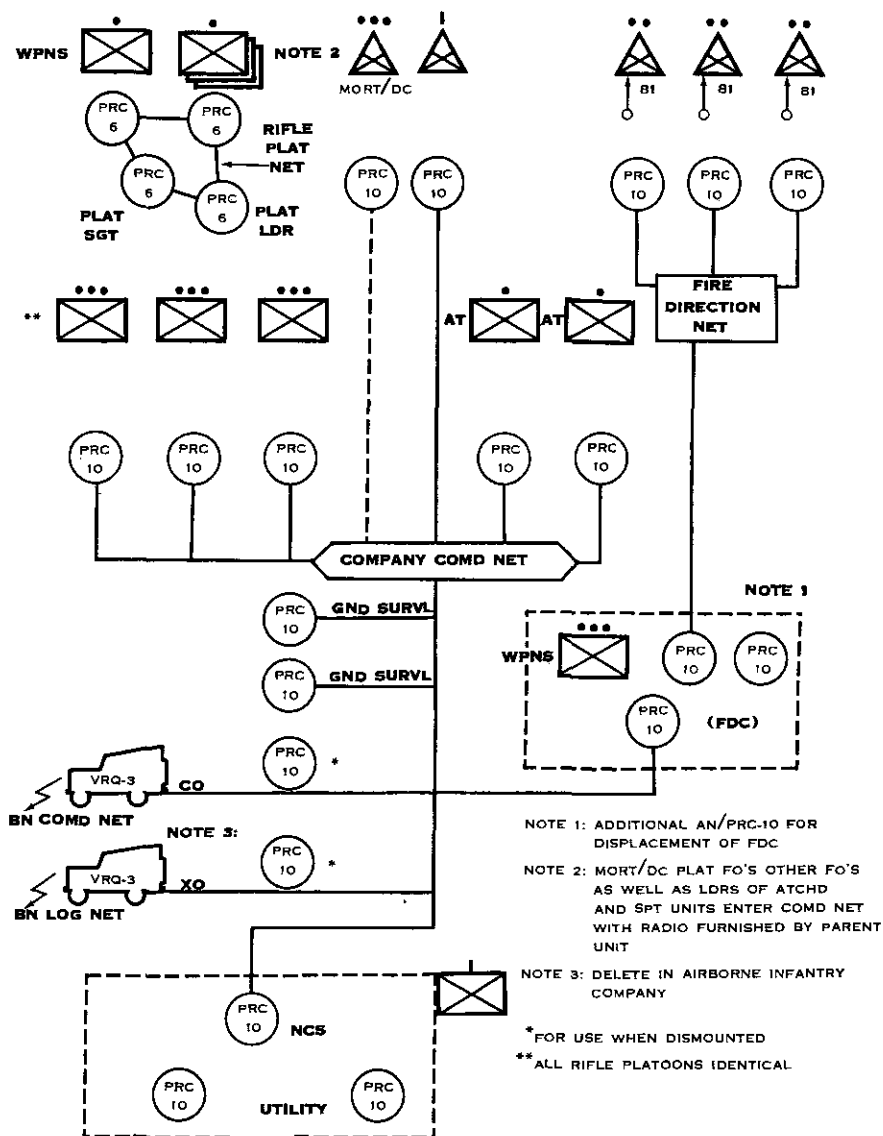 WPNS
NOTE 2
MORT/DC
81
81
81
PRC
6
PRC
6
PRC
6
PRC
6
RIFLE
PLAT
NET
PLAT
SGT
PLAT
LDR
PRC
10
PRC
10
PRC
10
PRC
10
PRC
10
FIRE
DIRECTION
NET
**
AT
AT
PRC
10
PRC
10
PRC
10
PRC
10
PRC
10
COMPANY COMD NET
NOTE 1
PRC
10
GND SURVL
PRC
10
GND SURVL
WPNS
PRC
10
PRC
10
PRC
10
(FDC)
VRQ-3
CO
PRC
10
*
BN COMD NET
NOTE 3:
VRQ-3
XO
PRC
10
*
BN LOG NET
PRC
10
NCS
PRC
10
UTILITY
PRC
10
NOTE 1: ADDITIONAL AN/PRC-10 FOR
DISPLACEMENT OF FDC
NOTE 2: MORT/DC PLAT FO'S OTHER FO'S
AS WELL AS LDRS OF ATCHD
AND SPT UNITS ENTER COMD NET
WITH RADIO FURNISHED BY PARENT
UNIT
NOTE 3: DELETE IN AIRBORNE INFANTRY
COMPANY
*FOR USE WHEN DISMOUNTED
**ALL RIFLE PLATOONS IDENTICAL